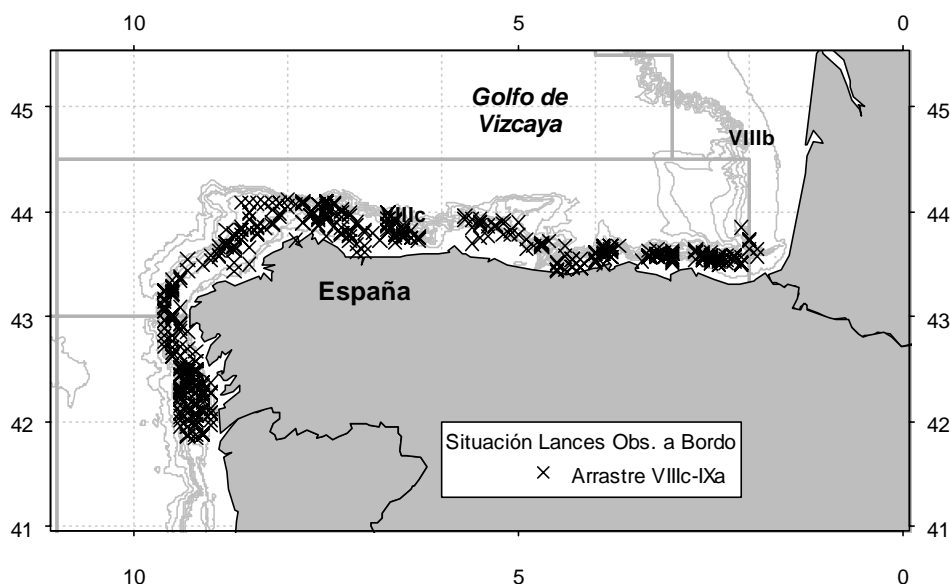 10 5 0
45 45
Golfo de
Vizcaya
VIIIb
44 44
VIIIc
España
43 43
42 42
Situación Lances Obs. a Bordo
Arrastre VIIIc-IXa
41 41
10 5 0